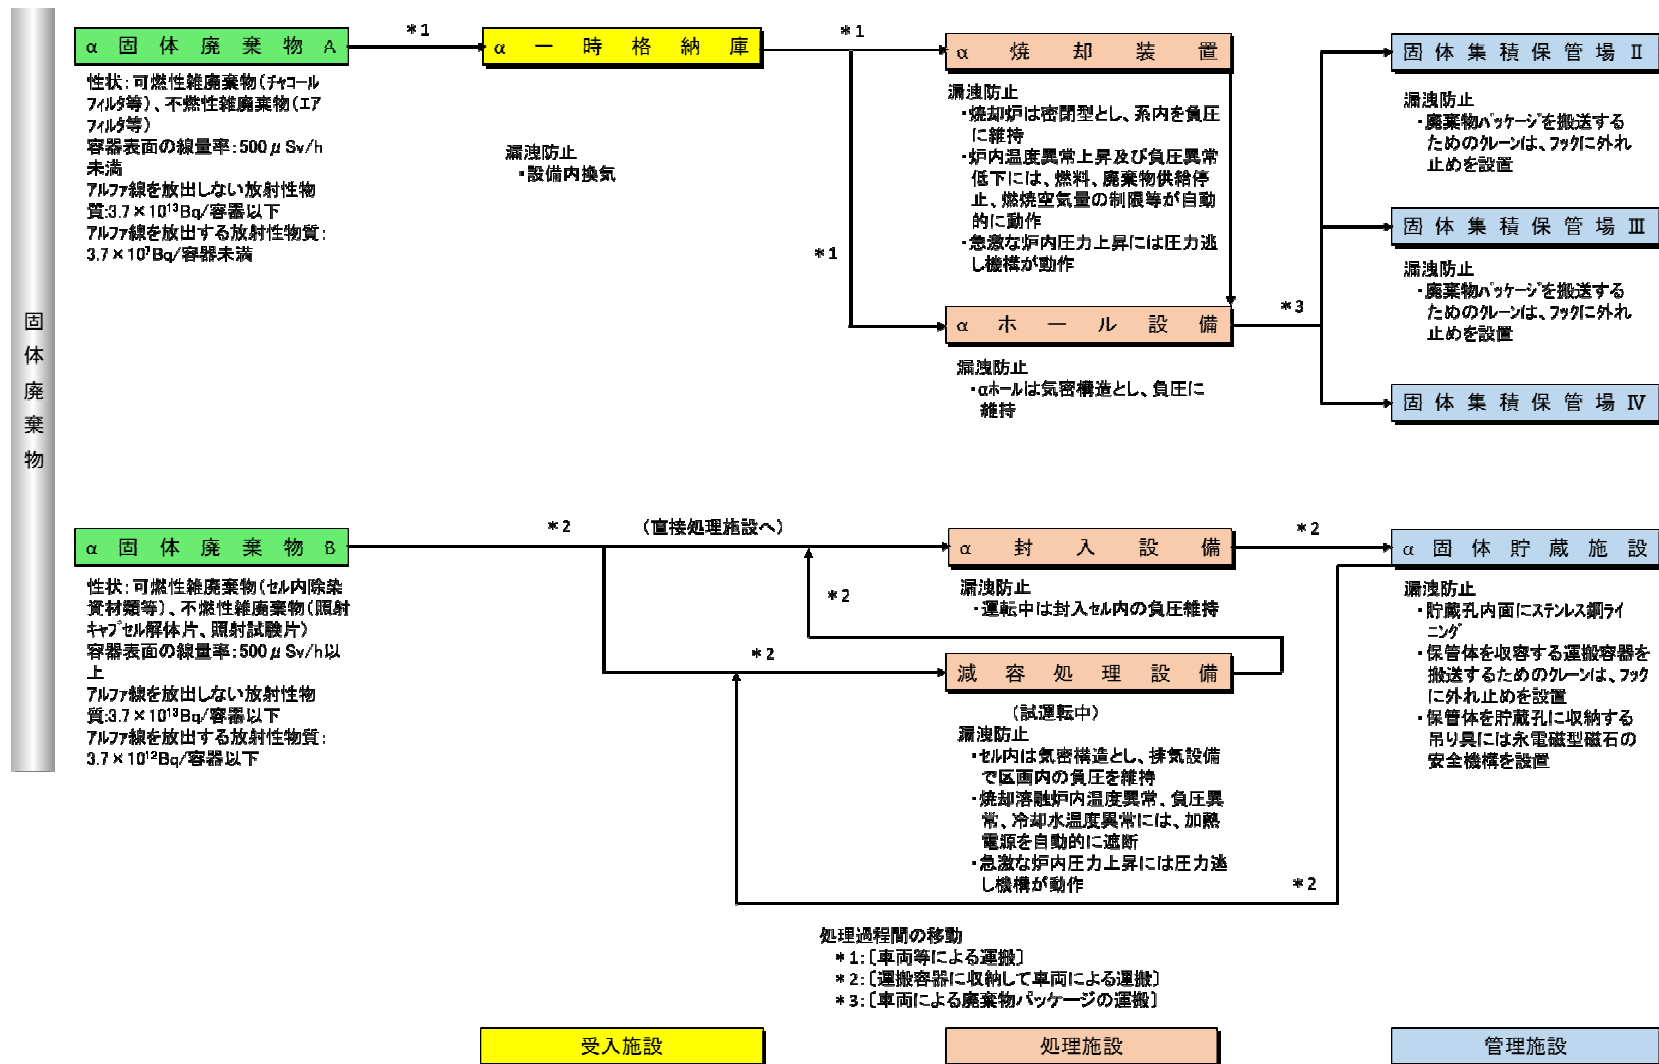 固体廃棄物
α固体廃棄物A
*1
α一時格納庫
*1
α焼却装置
固体集積保管場Ⅱ
性状:可燃性雑廃棄物(チャコール
フィルタ等)、不燃性雑廃棄物(エア
フィルタ等)
容器表面の線量率:500μSv/h
未満
アルファ線を放出しない放射性物
質:3.7×10¹³Bq/容器以下
アルファ線を放出する放射性物質:
3.7×10⁷Bq/容器未満
漏洩防止
・設備内換気
*1
漏洩防止
・焼却炉は密閉型とし、系内を負圧
に維持
・炉内温度異常上昇及び負圧異常
低下には、燃料、廃棄物供給停
止、燃焼空気量の制限等が自動
的に動作
・急激な炉内圧力上昇には圧力逃
し機構が動作
漏洩防止
・廃棄物パッケージを搬送する
ためのクレーンは、フックに外れ
止めを設置
固体集積保管場Ⅲ
漏洩防止
・廃棄物パッケージを搬送する
ためのクレーンは、フックに外れ
止めを設置
αホール設備
*3
漏洩防止
・αホールは気密構造とし、負圧に
維持
固体集積保管場Ⅳ
α固体廃棄物B
*2
(直接処理施設へ)
α封入設備
*2
α固体貯蔵施設
性状:可燃性雑廃棄物(セル内除染
資材類等)、不燃性雑廃棄物(照射
キャプセル解体片、照射試験片)
容器表面の線量率:500μSv/h以
上
アルファ線を放出しない放射性物
質:3.7×10¹³Bq/容器以下
アルファ線を放出する放射性物質:
3.7×10¹²Bq/容器以下
*2
*2
漏洩防止
・運転中は封入セル内の負圧維持
減容処理設備
(試運転中)
漏洩防止
・セル内は気密構造とし、排気設備
で区画内の負圧を維持
・焼却溶融炉内温度異常、負圧異
常、冷却水温度異常には、加熱
電源を自動的に遮断
・急激な炉内圧力上昇には圧力逃
し機構が動作
漏洩防止
・貯蔵孔内面にステンレス鋼ライ
ニング
・保管体を収容する運搬容器を
搬送するためのクレーンは、フック
に外れ止めを設置
・保管体を貯蔵孔に収納する
吊り具には永電磁型磁石の
安全機構を設置
*2
処理過程間の移動
*1:〔車両等による運搬〕
*2:〔運搬容器に収納して車両による運搬〕
*3:〔車両による廃棄物パッケージの運搬〕
受入施設
処理施設
管理施設